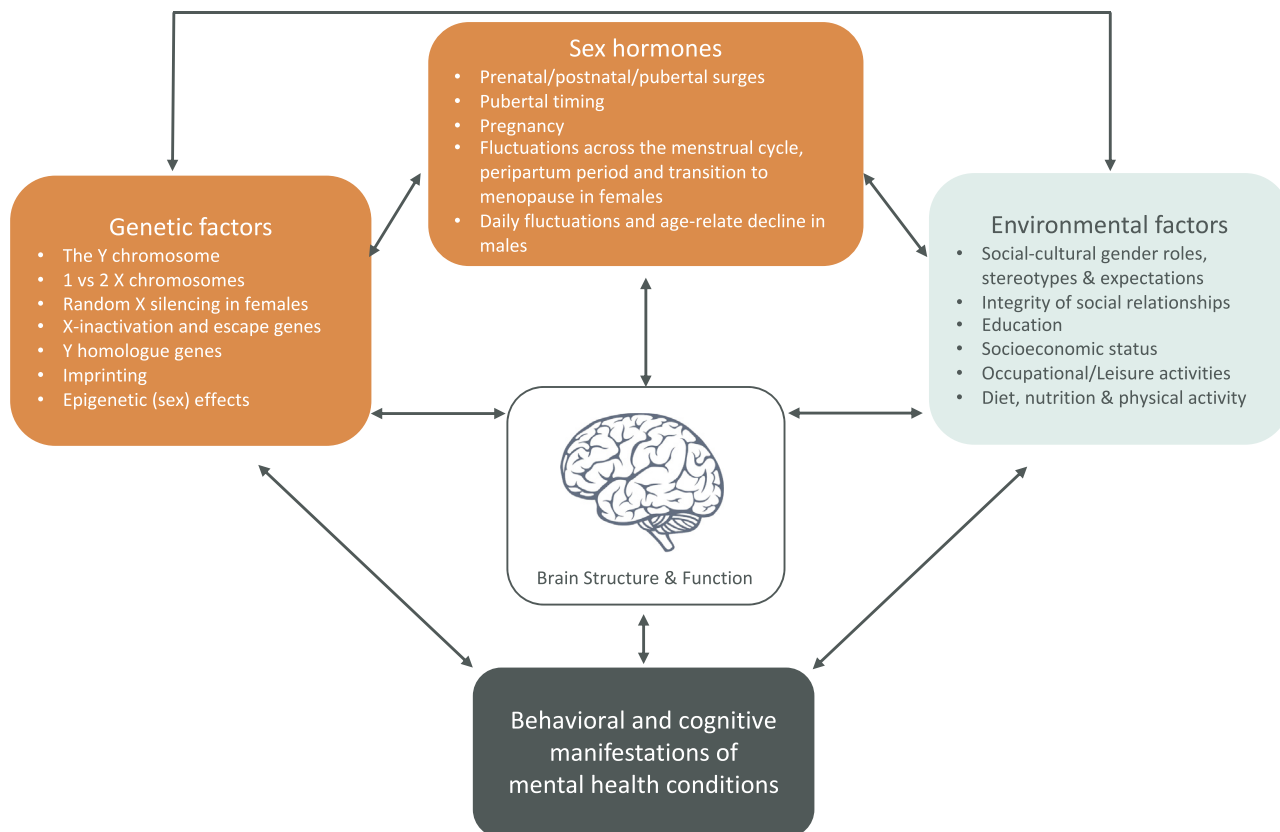 Sex hormones
• Prenatal/postnatal/pubertal surges
• Pubertal timing
• Pregnancy
• Fluctuations across the menstrual cycle,
peripartum period and transition to
menopause in females
• Daily fluctuations and age-relate decline in
males
Genetic factors
• The Y chromosome
• 1 vs 2 X chromosomes
• Random X silencing in females
• X-inactivation and escape genes
• Y homologue genes
• Imprinting
• Epigenetic (sex) effects
Environmental factors
• Social-cultural gender roles,
stereotypes & expectations
• Integrity of social relationships
• Education
• Socioeconomic status
• Occupational/Leisure activities
• Diet, nutrition & physical activity
Brain Structure & Function
Behavioral and cognitive
manifestations of
mental health conditions